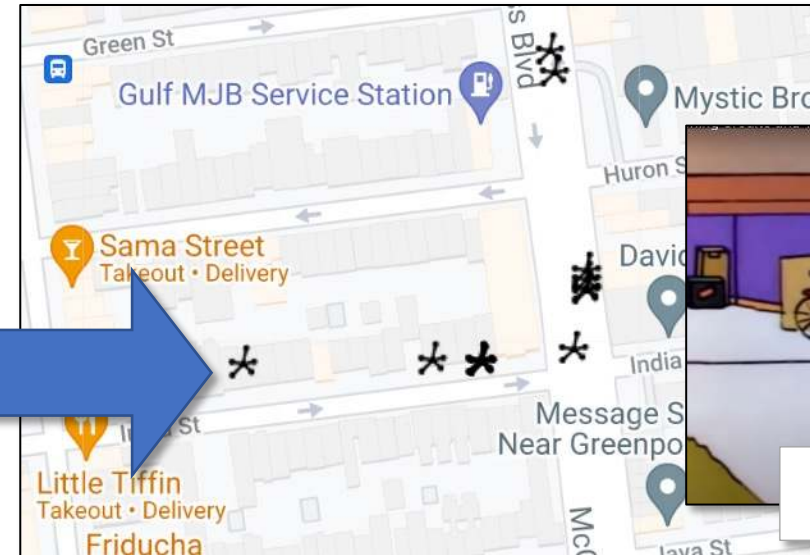 Green St
s Blvd
Gulf MJB Service Station
Mystic Bro
Huron S
Sama Street
Takeout • Delivery
David
India
St
Message S
Near Greenpo
Little Tiffin
Takeout • Delivery
McG
Friducha
Java St